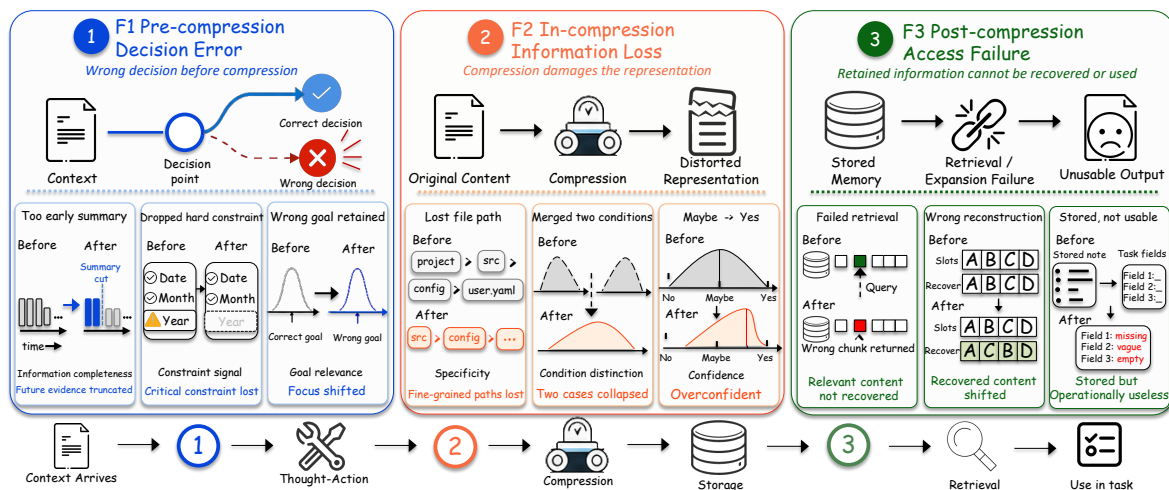 1
F1 Pre-compression
Decision Error
Wrong decision before compression
Context
Decision
point
Correct decision
Wrong decision
Too early summary
Before
After
Summary
cut
...
...
time
Information completeness
Future evidence truncated
Dropped hard constraint
Before
After
Date
Month
Year
Date
Month
Year
Constraint signal
Critical constraint lost
Wrong goal retained
Before
After
Correct goal
Wrong goal
Goal relevance
Focus shifted
2
F2 In-compression
Information Loss
Compression damages the representation
Original Content
Compression
Distorted
Representation
Lost file path
Before
project > src >
config > user.yaml
After
src > config > ...
Specificity
Fine-grained paths lost
Merged two conditions
Before
After
Condition distinction
Two cases collapsed
Maybe → Yes
Before
No Maybe Yes
After
No Maybe Yes
Confidence
Overconfident
3
F3 Post-compression
Access Failure
Retained information cannot be recovered or used
Stored
Memory
Retrieval /
Expansion Failure
Unusable Output
Failed retrieval
Before
Query
After
Wrong chunk returned
Relevant content
not recovered
Wrong reconstruction
Before
Slots A B C D
Recover A B C D
After
Slots A B C D
Recover A C B D
Recovered content
shifted
Stored, not usable
Before
Stored note
Task fields
Field 1:_
Field 2:_
Field 3:_
After
Field 1: missing
Field 2: vague
Field 3: empty
Stored but
Operationally useless
Context Arrives
1
Thought-Action
2
Compression
Storage
3
Retrieval
Use in task